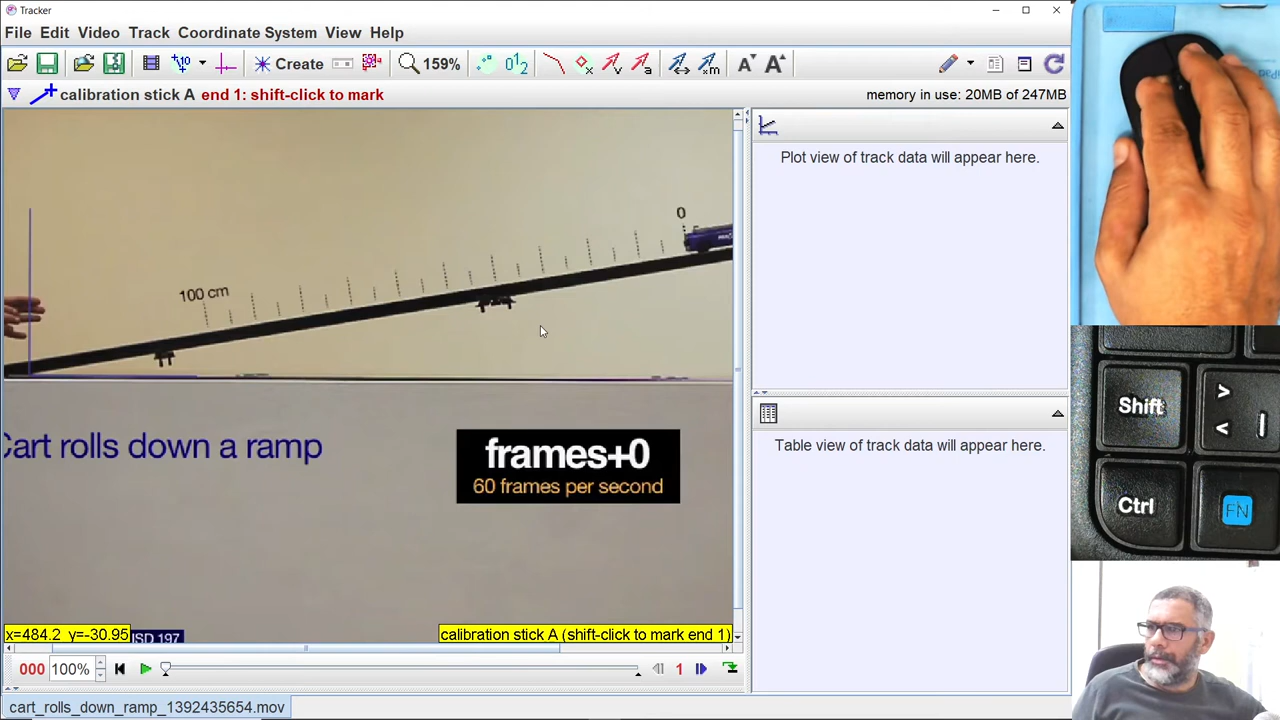 Tracker
File Edit Video Track Coordinate System View Help
Create 159%
calibration stick A end 1: shift-click to mark
memory in use: 20MB of 247MB
Plot view of track data will appear here.
0
100 cm
Cart rolls down a ramp
frames+0
60 frames per second
Table view of track data will appear here.
x=484.2 y=-30.95
ISD 197
calibration stick A (shift-click to mark end 1)
000 100% 1
cart_rolls_down_ramp_1392435654.mov
Shift
>
<
|
Ctrl
FN